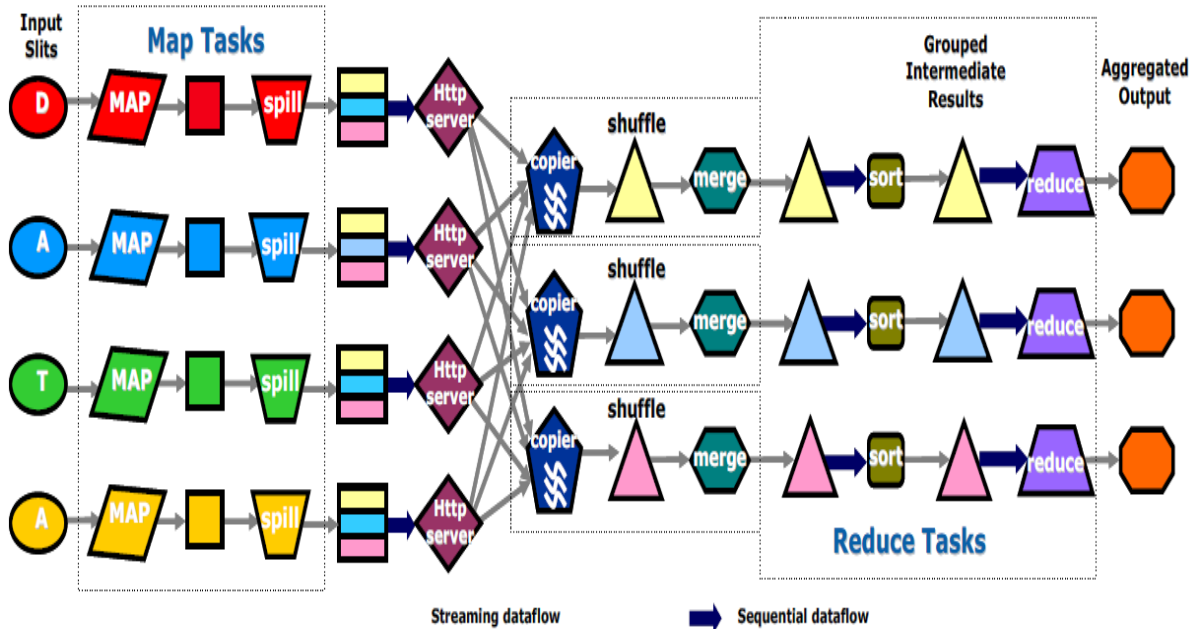 Input
Slits
Map Tasks
Grouped
Intermediate
Results
Aggregated
Output
D
MAP
spill
Http
server
copier
shuffle
merge
sort
reduce
A
MAP
spill
Http
server
copier
shuffle
merge
sort
reduce
T
MAP
spill
Http
server
copier
shuffle
merge
sort
reduce
A
MAP
spill
Http
server
Reduce Tasks
Streaming dataflow
Sequential dataflow